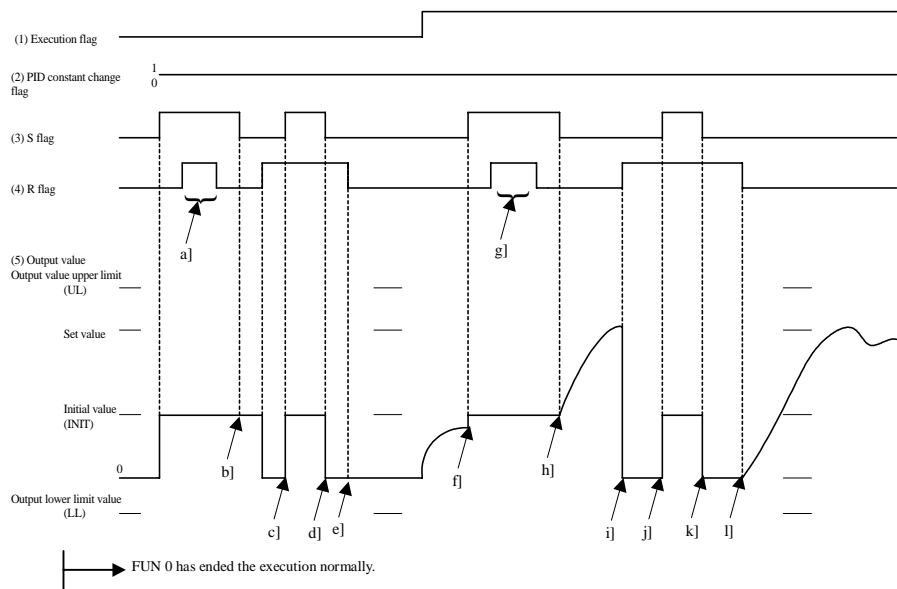 (1) Execution flag
(2) PID constant change
flag
1
0
(3) S flag
(4) R flag
a]
g]
(5) Output value
Output value upper limit
(UL)
Set value
Initial value
(INIT)
b]
f]
h]
0
Output lower limit value
(LL)
c]
d]
e]
i]
j]
k]
l]
FUN 0 has ended the execution normally.